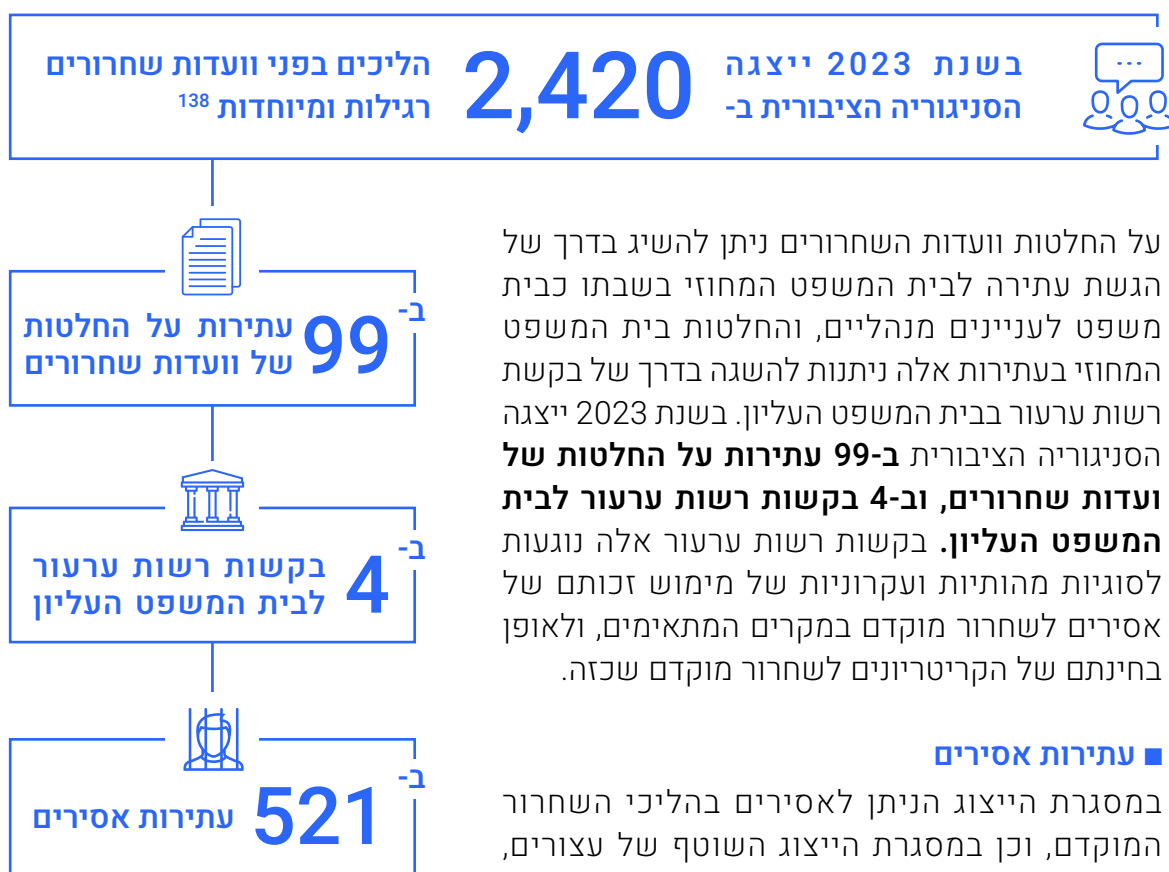 בשנת 2023 ייצגה
הסניגוריה הציבורית ב-
2,420
הליכים בפני וועדות שחרורים
רגילות ומיוחדות 138
על החלטות וועדות השחרורים ניתן להשיג בדרך של
הגשת עתירה לבית המשפט המחוזי בשבתו כבית
משפט לעניינים מנהליים, והחלטות בית המשפט
המחוזי בעתירות אלה ניתנות להשגה בדרך של בקשת
רשות ערעור בבית המשפט העליון. בשנת 2023 ייצגה
הסניגוריה הציבורית ב-99 עתירות על החלטות של
ועדות שחרורים, וב-4 בקשות רשות ערעור לבית
המשפט העליון. בקשות רשות ערעור אלה נוגעות
לסוגיות מהותיות ועקרוניות של מימוש זכותם של
אסירים לשחרור מוקדם במקרים המתאימים, ולאופן
בחינתם של הקריטריונים לשחרור מוקדם שכזה.
■ עתירות אסירים
במסגרת הייצוג הניתן לאסירים בהליכי השחרור
המוקדם, וכן במסגרת הייצוג השוטף של עצורים,
ב-
99
עתירות על החלטות
של וועדות שחרורים
ב-
4
בקשות רשות ערעור
לבית המשפט העליון
ב-
521
עתירות אסירים